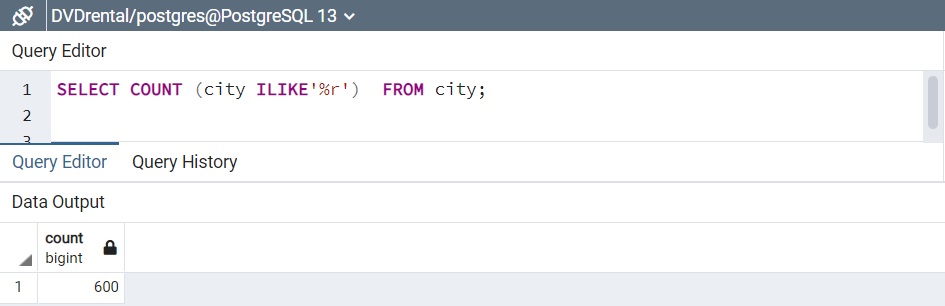 DVDrental/postgres@PostgreSQL 13
Query Editor
1 SELECT COUNT (city ILIKE'%r')  FROM city;
2
3
Query Editor Query History
Data Output
count
bigint
1 600